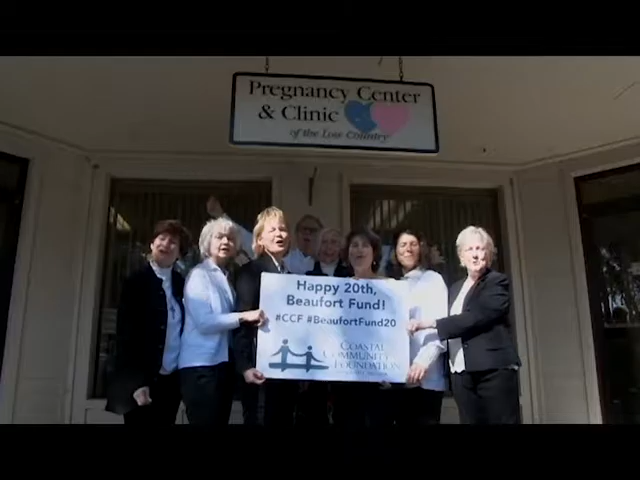 Pregnancy Center
& Clinic
of the Low Country
Happy 20th,
Beaufort Fund!
#CCF #BeaufortFund20
COASTAL
COMMUNITY
FOUNDATION